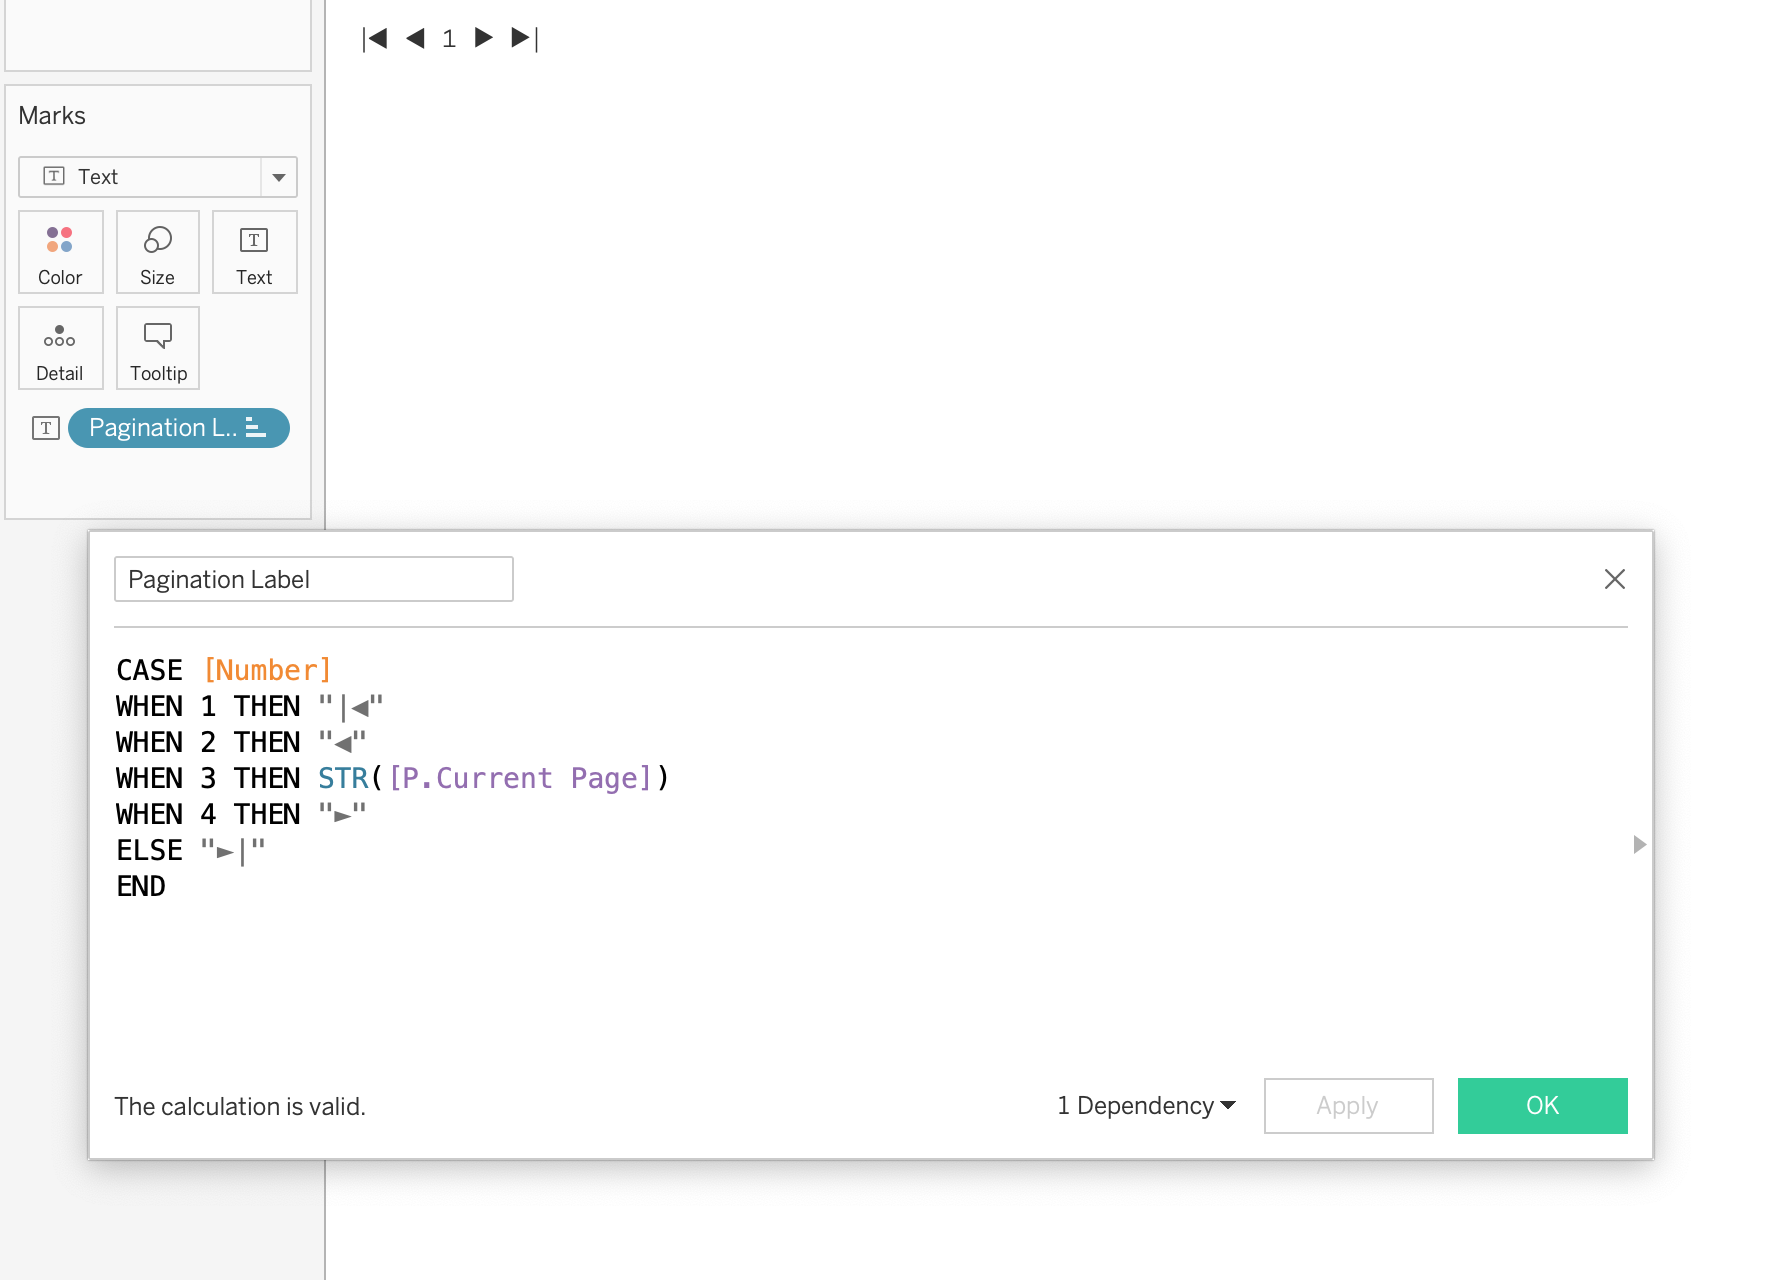 |◀ ◀ 1 ▶ ▶|
Marks
T Text
Color Size T Text
Detail Tooltip
T Pagination L..
Pagination Label
CASE [Number]
WHEN 1 THEN "|◄"
WHEN 2 THEN "◄"
WHEN 3 THEN STR([P.Current Page])
WHEN 4 THEN "►"
ELSE "►|"
END
The calculation is valid.
1 Dependency
Apply
OK